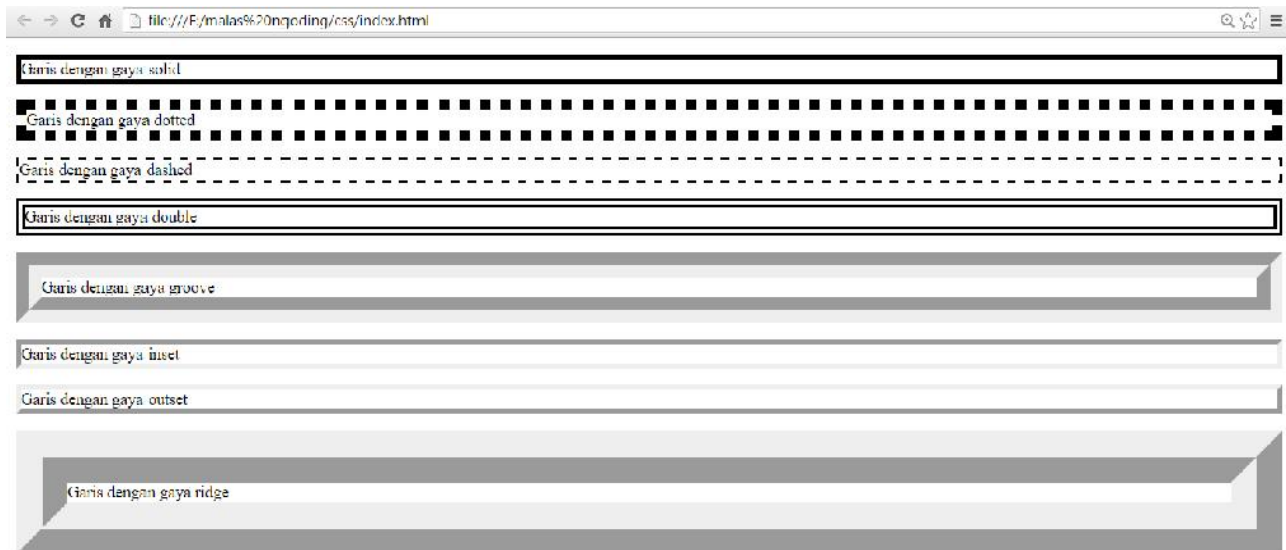 file:///F:/malas%20ngoding/css/index.html
Garis dengan gaya solid
Garis dengan gaya dotted
Garis dengan gaya dashed
Garis dengan gaya double
Garis dengan gaya groove
Garis dengan gaya inset
Garis dengan gaya outset
Garis dengan gaya ridge